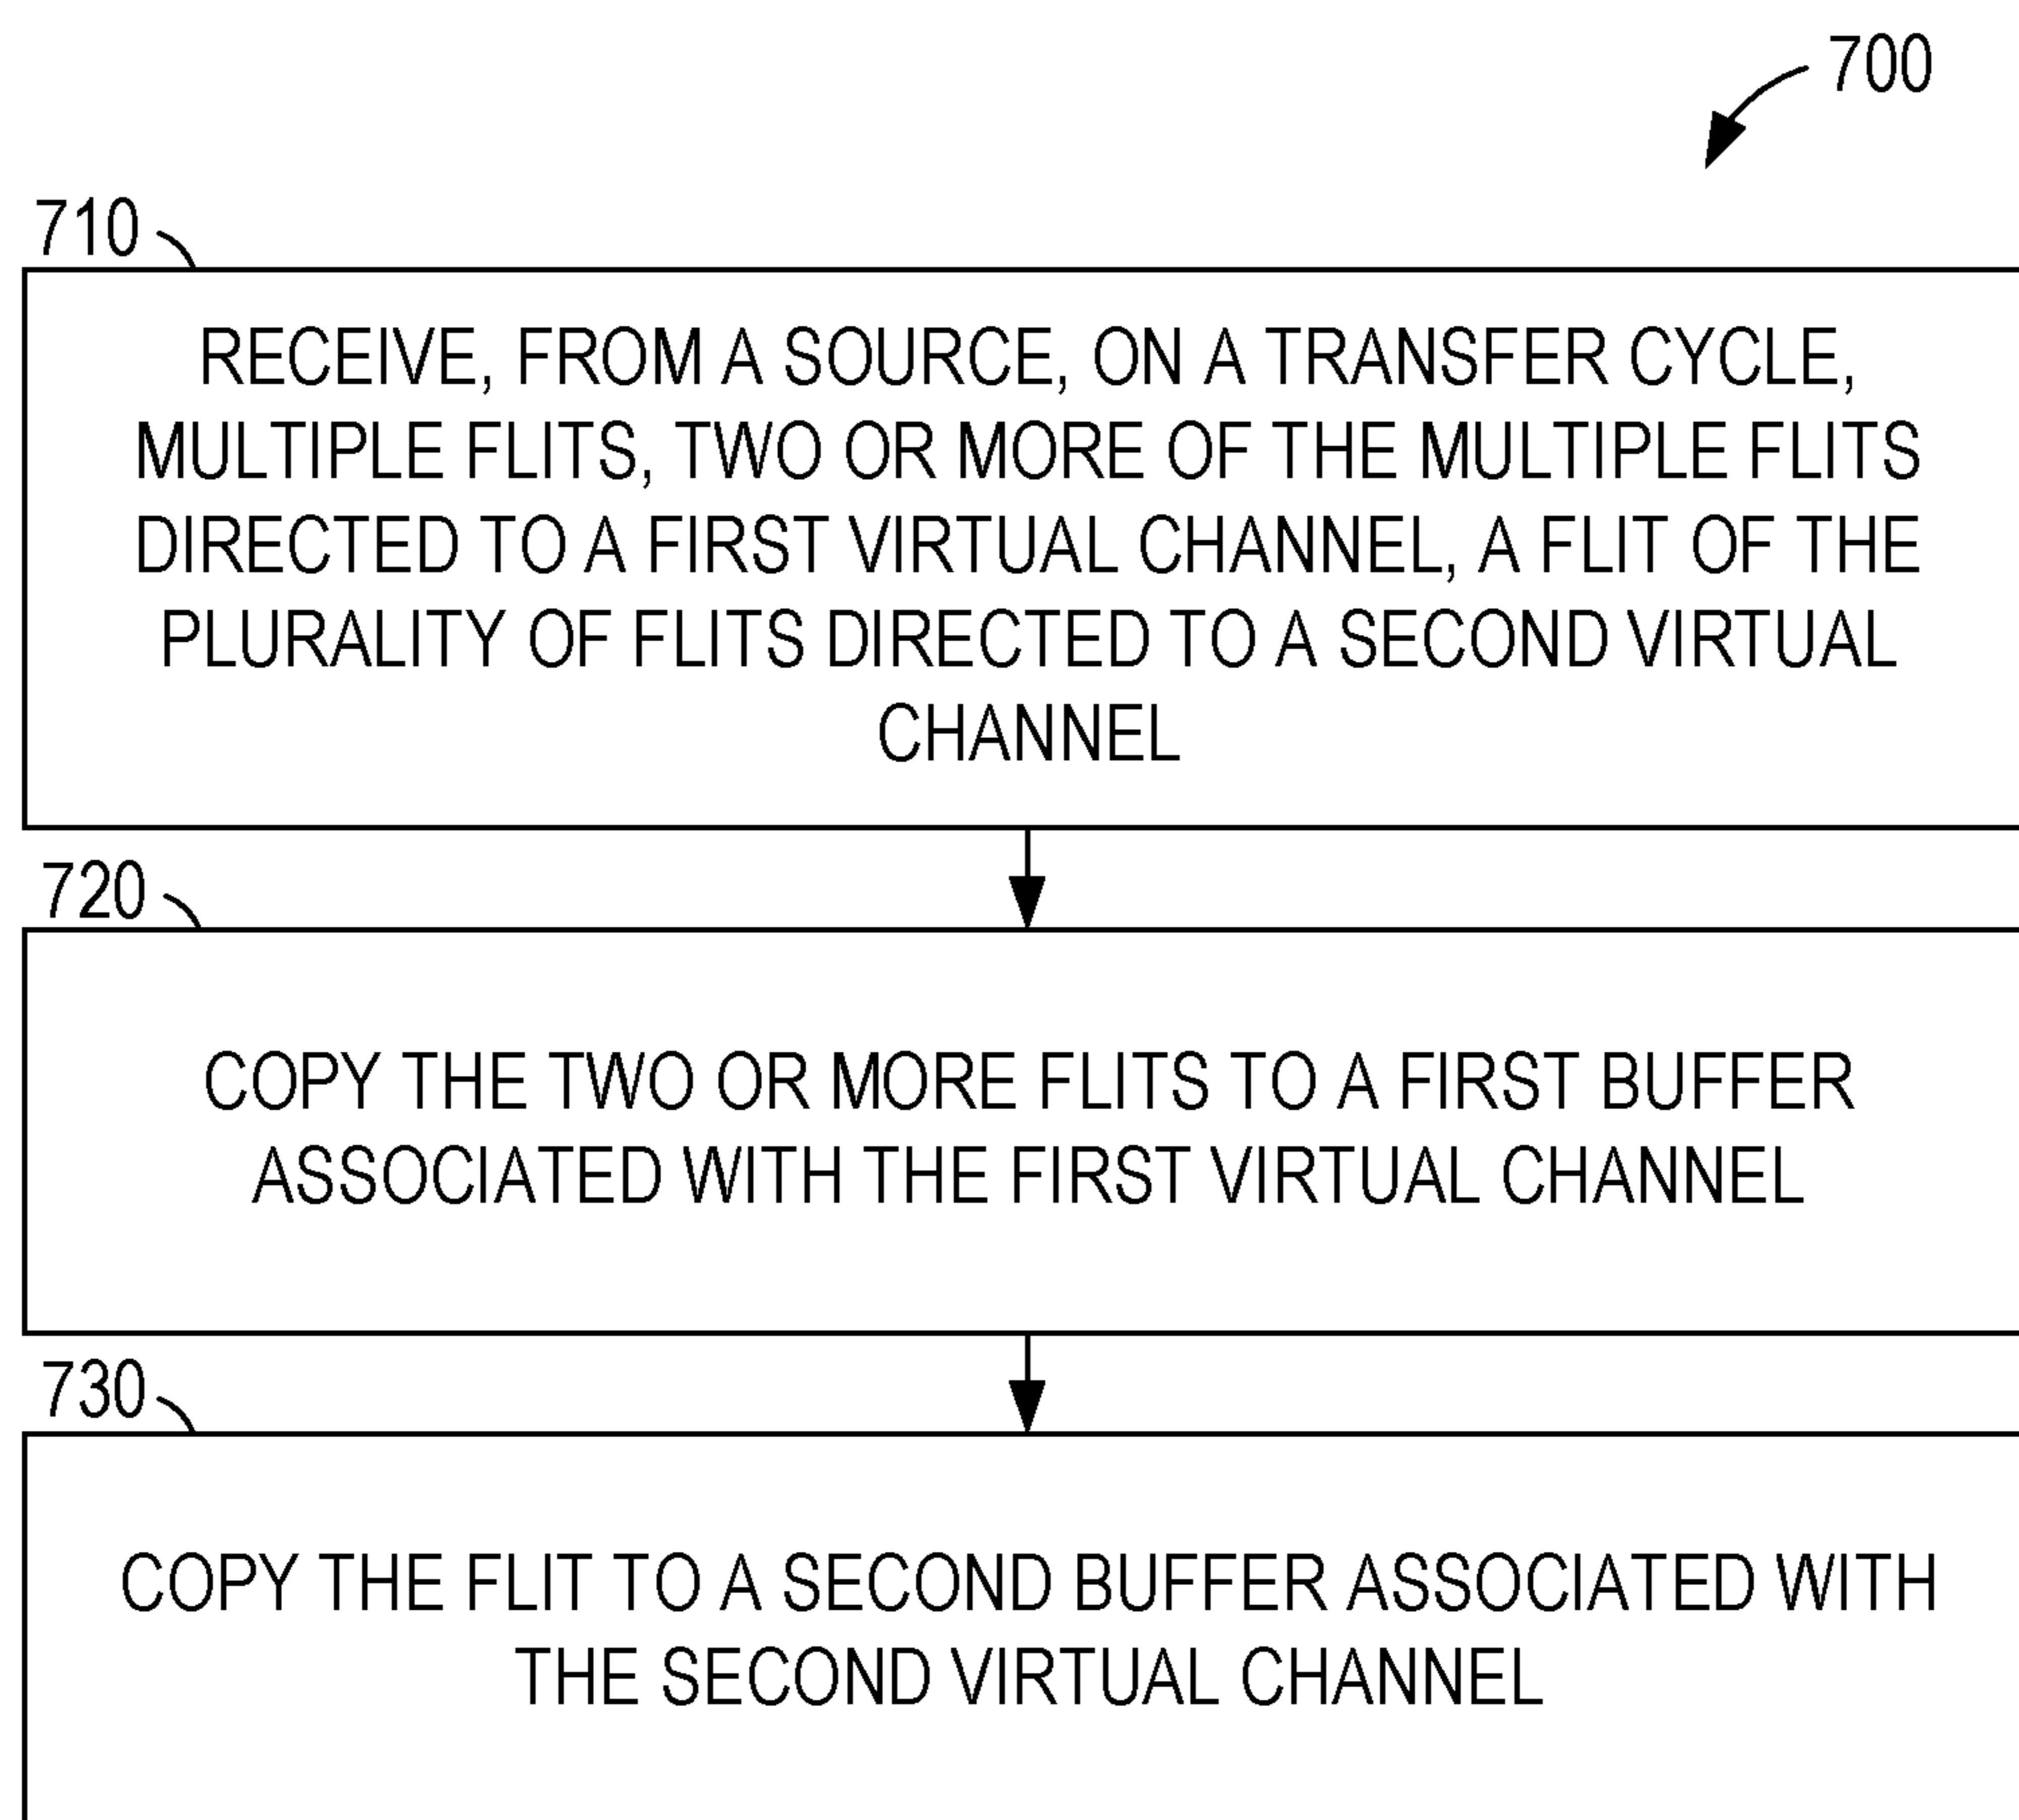 700
710
RECEIVE, FROM A SOURCE, ON A TRANSFER CYCLE,
MULTIPLE FLITS, TWO OR MORE OF THE MULTIPLE FLITS
DIRECTED TO A FIRST VIRTUAL CHANNEL, A FLIT OF THE
PLURALITY OF FLITS DIRECTED TO A SECOND VIRTUAL
CHANNEL
720
COPY THE TWO OR MORE FLITS TO A FIRST BUFFER
ASSOCIATED WITH THE FIRST VIRTUAL CHANNEL
730
COPY THE FLIT TO A SECOND BUFFER ASSOCIATED WITH
THE SECOND VIRTUAL CHANNEL